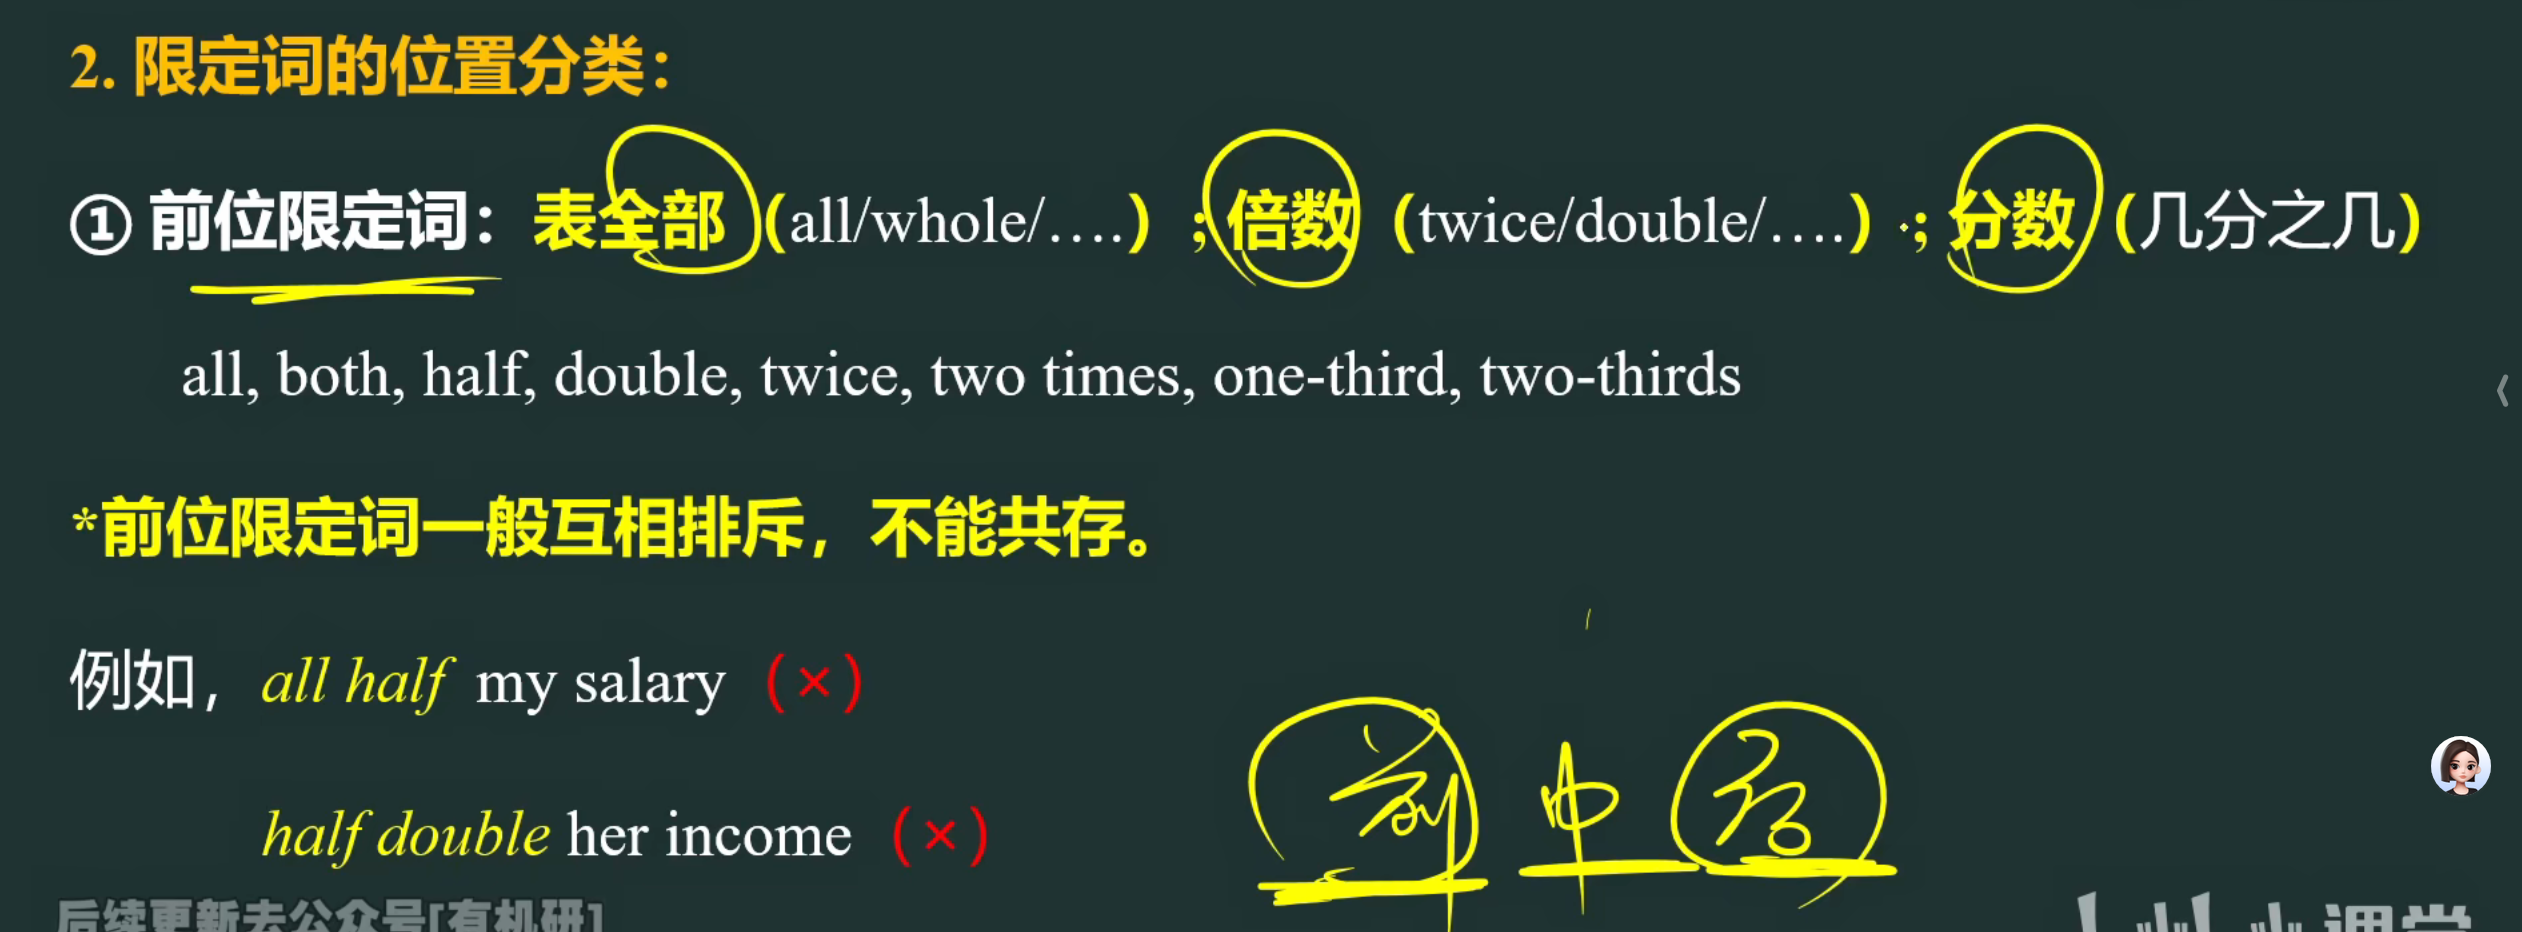 2. 限定词的位置分类：
① 前位限定词：表全部（all/whole/….）；倍数（twice/double/….）；分数（几分之几）
all, both, half, double, twice, two times, one-third, two-thirds
*前位限定词一般互相排斥，不能共存。
例如，all half my salary（×）
half double her income（×）
前 中 后
后续更新去公众号[有机研]
课堂